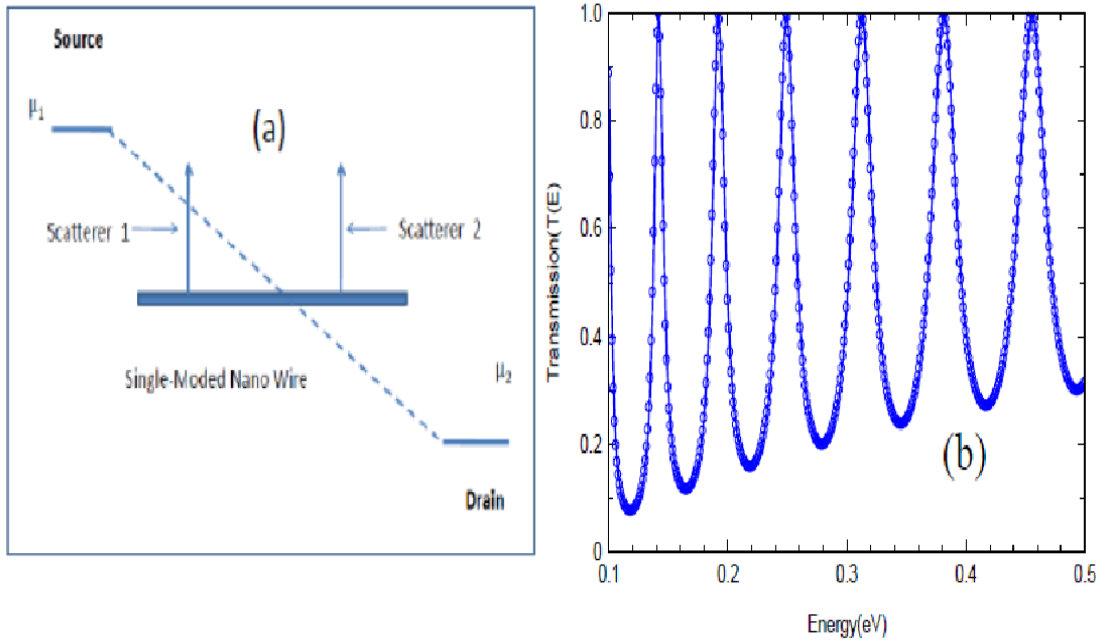 Source
μ1
(a)
Scatterer 1
Scatterer 2
Single-Moded Nano Wire
μ2
Drain
Transmission(T(E)
1.0
0.8
0.6
0.4
0.2
0
(b)
0.1
0.2
0.3
0.4
0.5
Energy(eV)